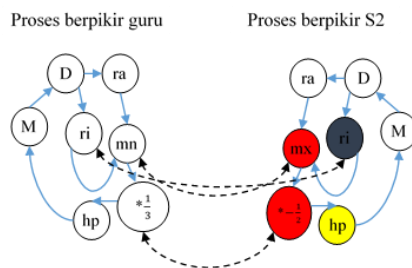 Proses berpikir guru
Proses berpikir S2
D
ra
M
ri
mn
hp
*1/3
ra
D
M
mx
ri
*-1/2
hp